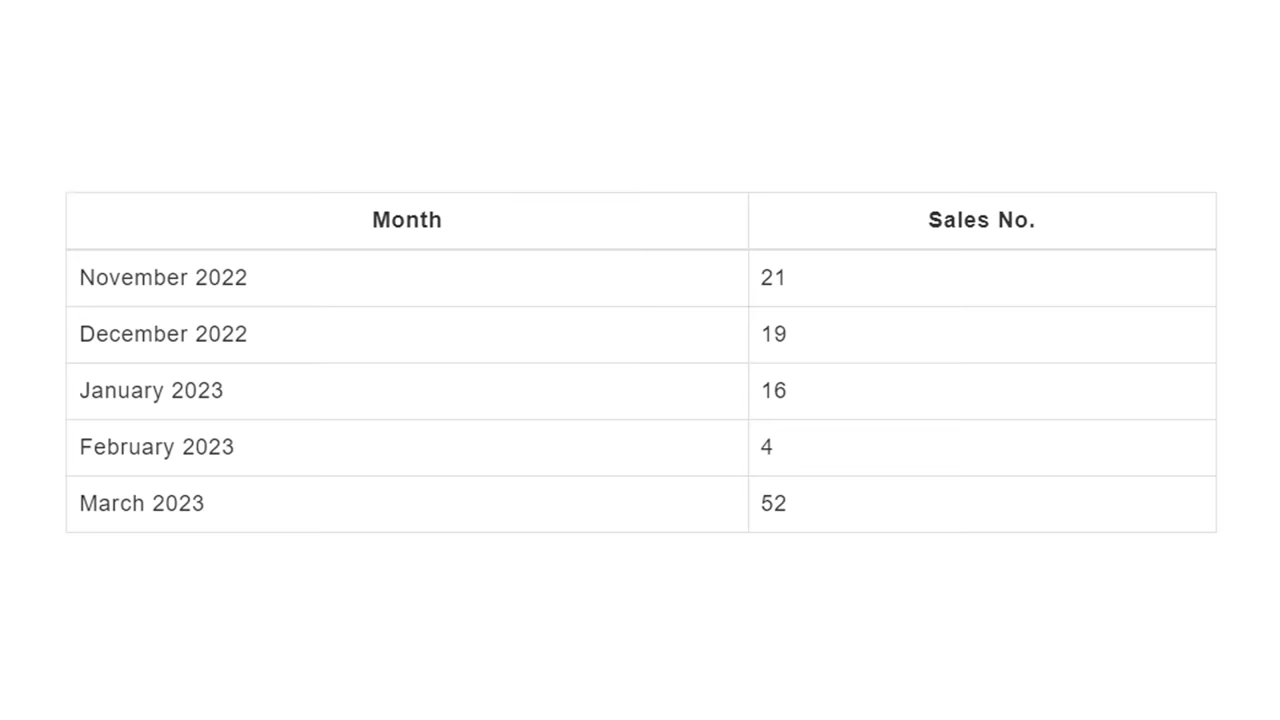 Month Sales No.
November 2022 21
December 2022 19
January 2023 16
February 2023 4
March 2023 52